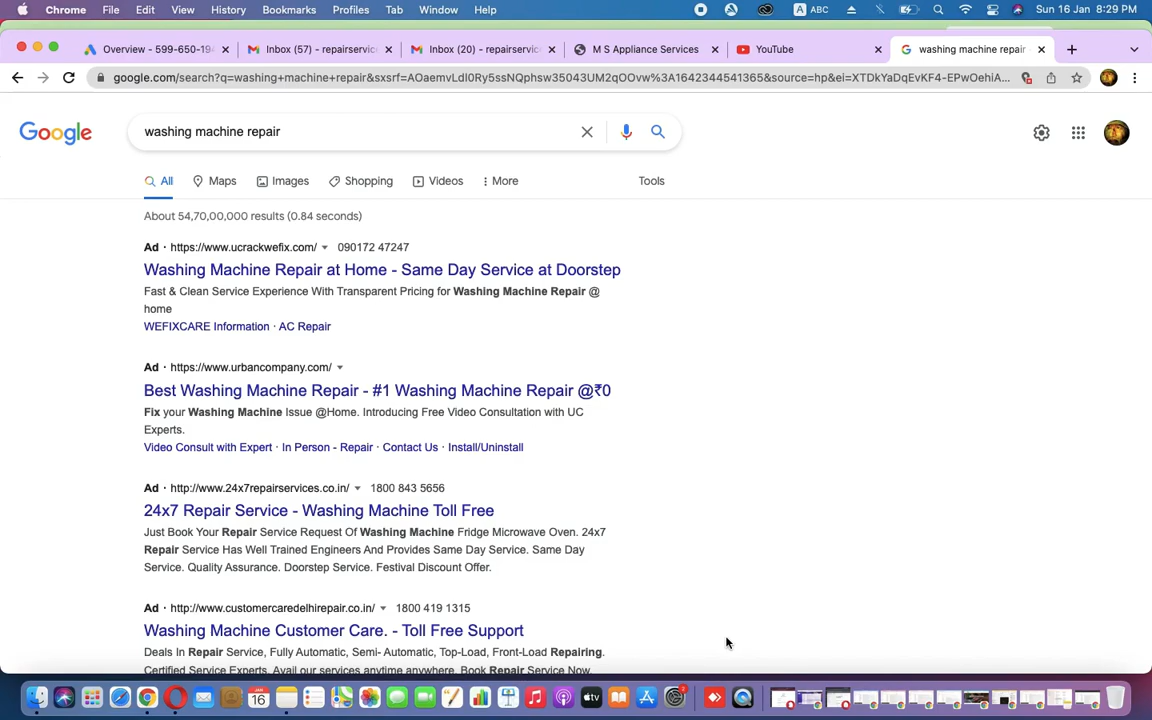 Chrome File Edit View History Bookmarks Profiles Tab Window Help
A ABC
Sun 16 Jan 8:29 PM
Overview - 599-650-19
Inbox (57) - repairservic
Inbox (20) - repairservic
M S Appliance Services
YouTube
washing machine repair
google.com/search?q=washing+machine+repair&sxsrf=AOaemvLdI0Ry5ssNQphsw35043UM2qOOvw%3A1642344541365&source=hp&ei=XTDkYaDqEvKF4-EPwOehiA...
Google
washing machine repair
All Maps Images Shopping Videos More Tools
About 54,70,00,000 results (0.84 seconds)
Ad · https://www.ucrackwefix.com/ 090172 47247
Washing Machine Repair at Home - Same Day Service at Doorstep
Fast & Clean Service Experience With Transparent Pricing for Washing Machine Repair @
home
WEFIXCARE Information · AC Repair
Ad · https://www.urbancompany.com/
Best Washing Machine Repair - #1 Washing Machine Repair @₹0
Fix your Washing Machine Issue @Home. Introducing Free Video Consultation with UC
Experts.
Video Consult with Expert · In Person - Repair · Contact Us · Install/Uninstall
Ad · http://www.24x7repairservices.co.in/ 1800 843 5656
24x7 Repair Service - Washing Machine Toll Free
Just Book Your Repair Service Request Of Washing Machine Fridge Microwave Oven. 24x7
Repair Service Has Well Trained Engineers And Provides Same Day Service. Same Day
Service. Quality Assurance. Doorstep Service. Festival Discount Offer.
Ad · http://www.customercaredelhirepair.co.in/ 1800 419 1315
Washing Machine Customer Care. - Toll Free Support
Deals In Repair Service, Fully Automatic, Semi- Automatic, Top-Load, Front-Load Repairing.
Certified Service Experts. Avail our services anytime anywhere. Book Repair Service Now.
JAN
16
tv